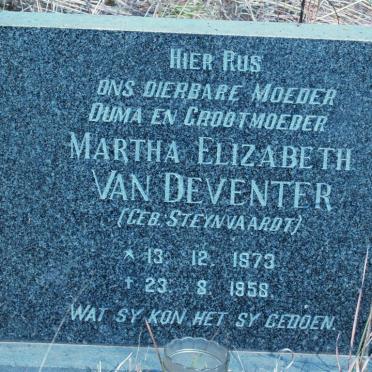 HIER RUS
ONS DIERBARE MOEDER
OUMA EN GROOTMOEDER
MARTHA ELIZABETH
VAN DEVENTER
(GEB. STEYNVAARDT)
* 13. 12. 1873
† 23. 8. 1958.
WAT SY KON HET SY GEDOEN.